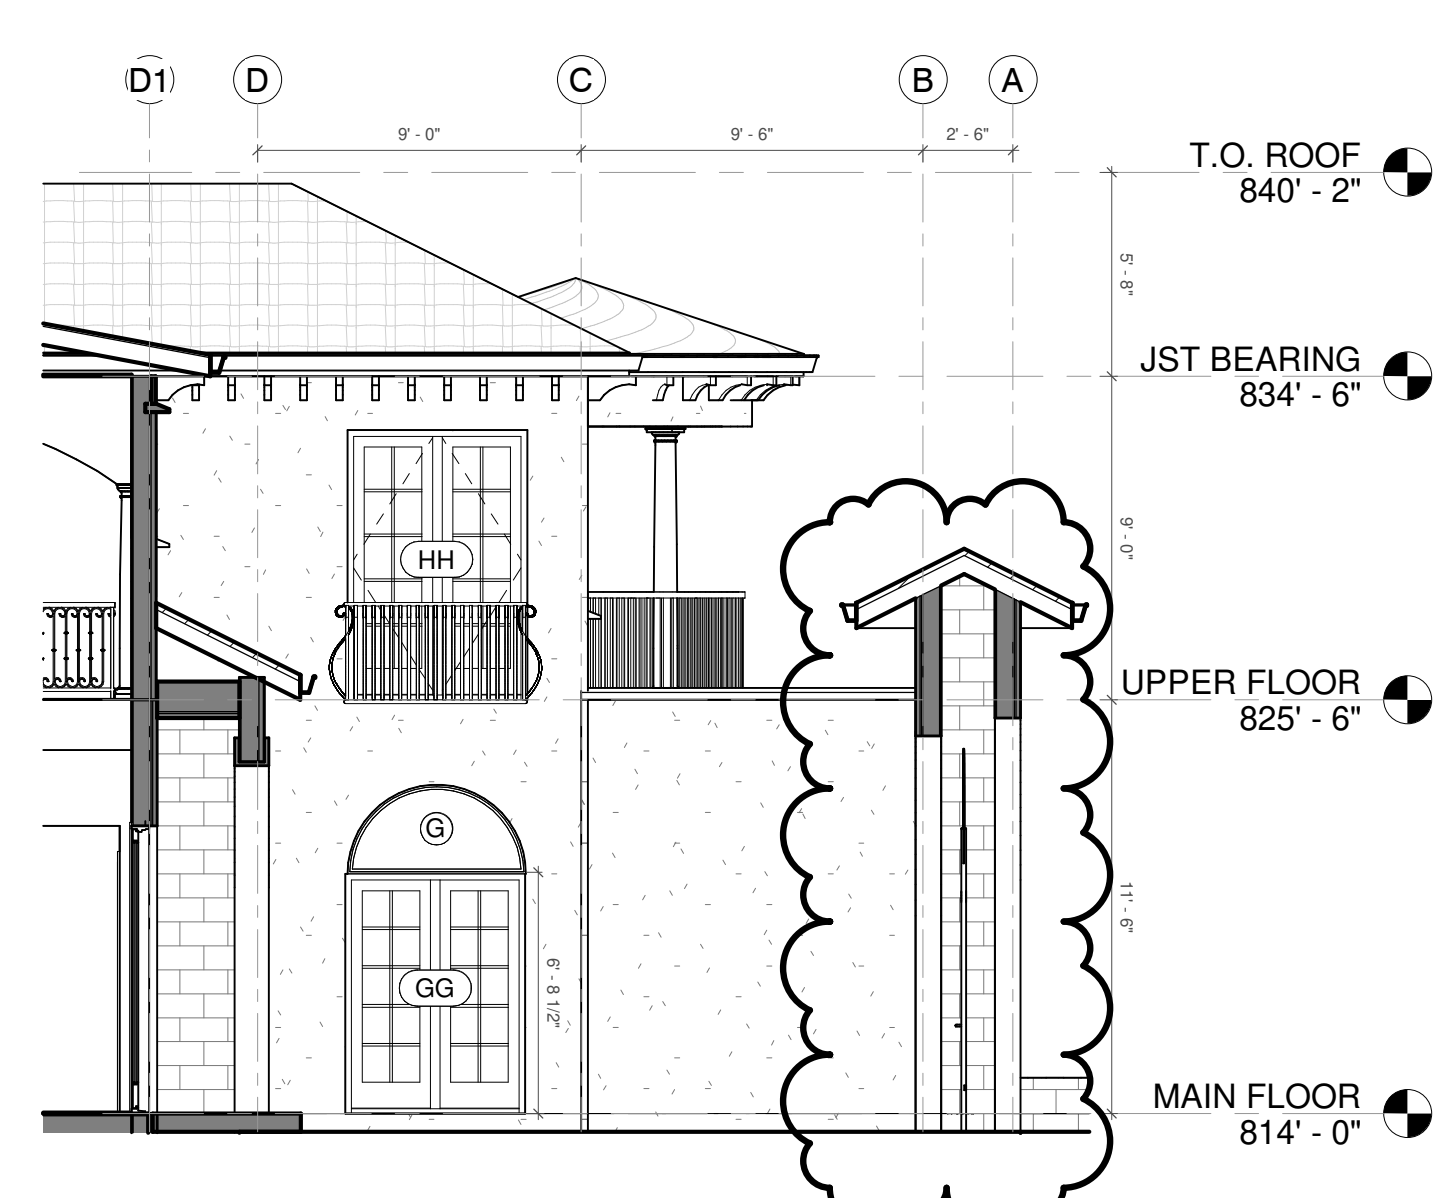 D1
D
C
B
A
9' - 0"
9' - 6"
2' - 6"
T.O. ROOF
840' - 2"
5' - 8"
JST BEARING
834' - 6"
9' - 0"
HH
UPPER FLOOR
825' - 6"
G
11' - 6"
6' - 8 1/2"
GG
MAIN FLOOR
814' - 0"